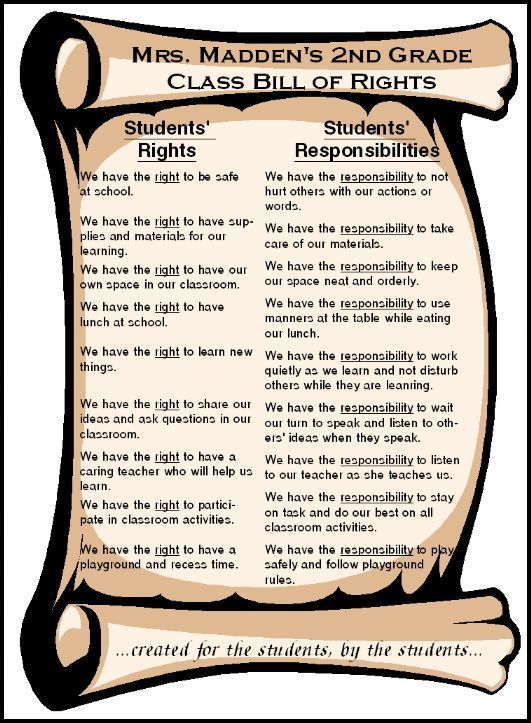 MRS. MADDEN'S 2ND GRADE
CLASS BILL OF RIGHTS
Students'
Rights
We have the right to be safe
at school.
We have the right to have sup-
plies and materials for our
learning.
We have the right to have our
own space in our classroom.
We have the right to have
lunch at school.
We have the right to learn new
things.
We have the right to share our
ideas and ask questions in our
classroom.
We have the right to have a
caring teacher who will help us
learn.
We have the right to partici-
pate in classroom activities.
We have the right to have a
playground and recess time.
Students'
Responsibilities
We have the responsibility to not
hurt others with our actions or
words.
We have the responsibility to take
care of our materials.
We have the responsibility to keep
our space neat and orderly.
We have the responsibility to use
manners at the table while eating
our lunch.
We have the responsibility to work
quietly as we learn and not disturb
others while they are leanring.
We have the responsibility to wait
our turn to speak and listen to oth-
ers' ideas when they speak.
We have the responsibility to listen
to our teacher as she teaches us.
We have the responsibility to stay
on task and do our best on all
classroom activities.
We have the responsibility to play
safely and follow playground
rules.
...created for the students, by the students...